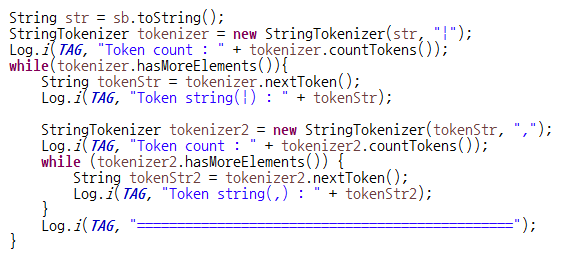 String str = sb.toString();
StringTokenizer tokenizer = new StringTokenizer(str, "|");
Log.i(TAG, "Token count : " + tokenizer.countTokens());
while(tokenizer.hasMoreElements()){
    String tokenStr = tokenizer.nextToken();
    Log.i(TAG, "Token string(|) : " + tokenStr);

    StringTokenizer tokenizer2 = new StringTokenizer(tokenStr, ",");
    Log.i(TAG, "Token count : " + tokenizer2.countTokens());
    while (tokenizer2.hasMoreElements()) {
        String tokenStr2 = tokenizer2.nextToken();
        Log.i(TAG, "Token string(,) : " + tokenStr2);
    }
    Log.i(TAG, "===============================================");
}